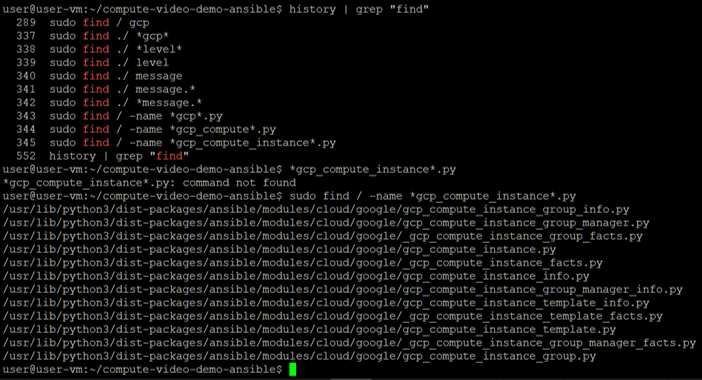 user@user-vm:~/compute-video-demo-ansible$ history | grep "find"
289  sudo find / gcp
337  sudo find ./ *gcp*
338  sudo find ./ *level*
339  sudo find ./ level
340  sudo find ./ message
341  sudo find ./ message.*
342  sudo find ./ *message.*
343  sudo find / -name *gcp*.py
344  sudo find / -name *gcp_compute*.py
345  sudo find / -name *gcp_compute_instance*.py
552  history | grep "find"
user@user-vm:~/compute-video-demo-ansible$ *gcp_compute_instance*.py
*gcp_compute_instance*.py: command not found
user@user-vm:~/compute-video-demo-ansible$ sudo find / -name *gcp_compute_instance*.py
/usr/lib/python3/dist-packages/ansible/modules/cloud/google/gcp_compute_instance_group_info.py
/usr/lib/python3/dist-packages/ansible/modules/cloud/google/gcp_compute_instance_group_manager.py
/usr/lib/python3/dist-packages/ansible/modules/cloud/google/_gcp_compute_instance_group_facts.py
/usr/lib/python3/dist-packages/ansible/modules/cloud/google/gcp_compute_instance.py
/usr/lib/python3/dist-packages/ansible/modules/cloud/google/_gcp_compute_instance_facts.py
/usr/lib/python3/dist-packages/ansible/modules/cloud/google/gcp_compute_instance_info.py
/usr/lib/python3/dist-packages/ansible/modules/cloud/google/gcp_compute_instance_group_manager_info.py
/usr/lib/python3/dist-packages/ansible/modules/cloud/google/gcp_compute_instance_template_info.py
/usr/lib/python3/dist-packages/ansible/modules/cloud/google/_gcp_compute_instance_template_facts.py
/usr/lib/python3/dist-packages/ansible/modules/cloud/google/gcp_compute_instance_template.py
/usr/lib/python3/dist-packages/ansible/modules/cloud/google/_gcp_compute_instance_group_manager_facts.py
/usr/lib/python3/dist-packages/ansible/modules/cloud/google/gcp_compute_instance_group.py
user@user-vm:~/compute-video-demo-ansible$